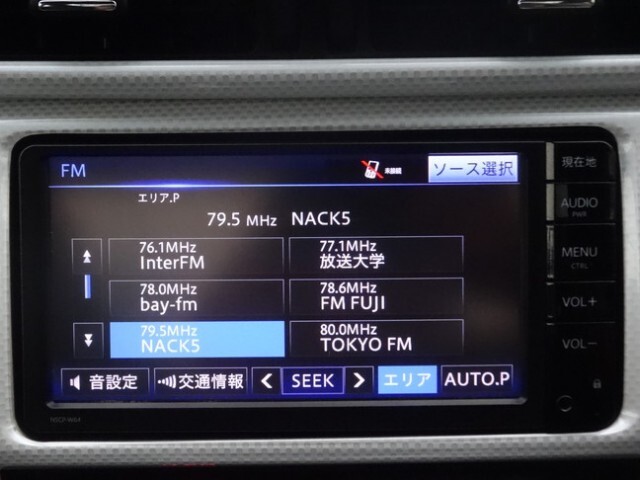 FM
未接続
ソース選択
エリア.P
79.5 MHz NACK5
76.1MHz
InterFM
77.1MHz
放送大学
78.0MHz
bay-fm
78.6MHz
FM FUJI
79.5MHz
NACK5
80.0MHz
TOKYO FM
音設定
交通情報
SEEK
エリア
AUTO.P
現在地
AUDIO
PWR
MENU
CTRL
VOL+
VOL−